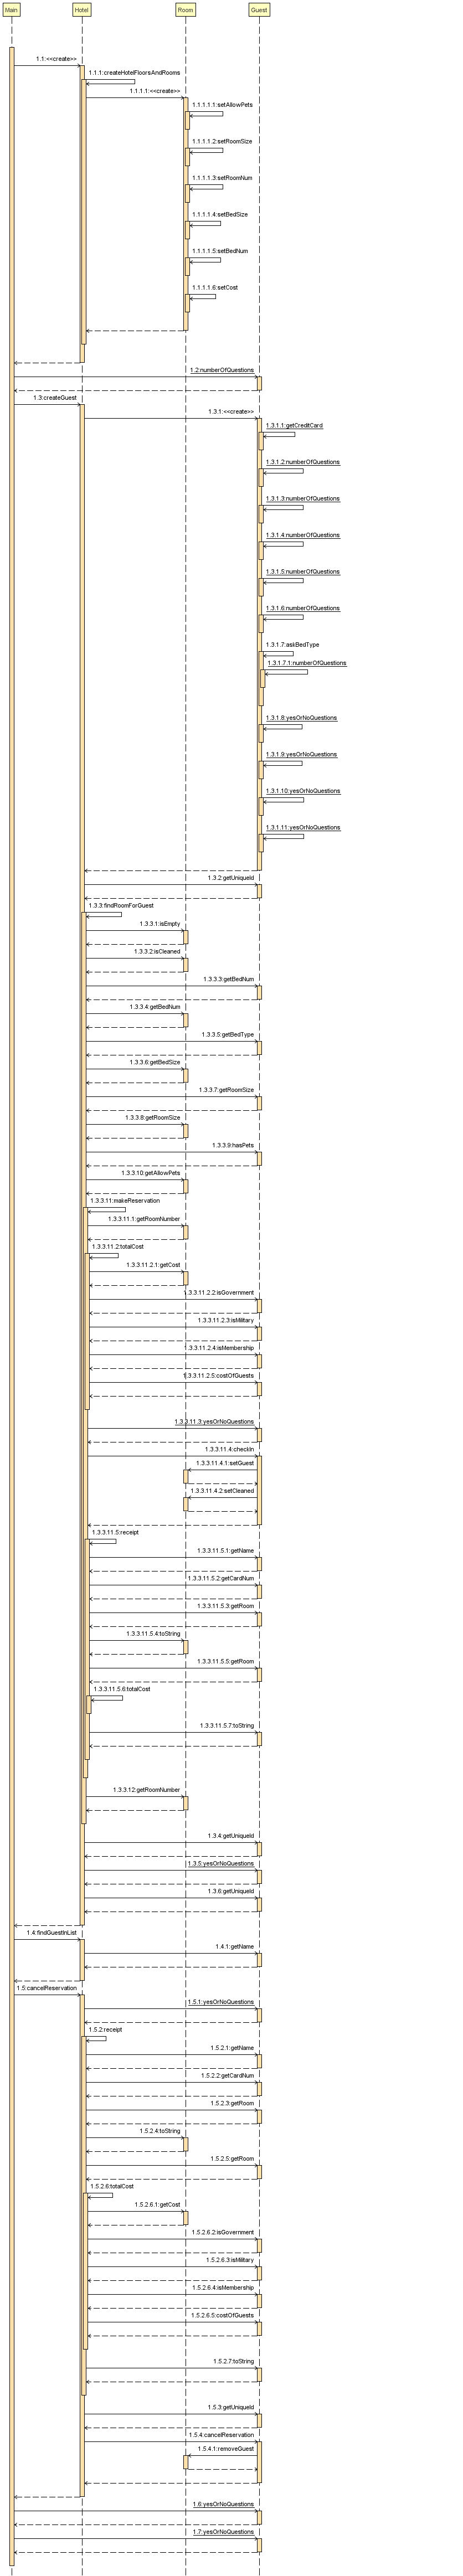 Main
Hotel
Room
Guest
1.1:<<create>>
1.1.1:createHotelFloorsAndRooms
1.1.1.1:<<create>>
1.1.1.1.1:setAllowPets
1.1.1.1.2:setRoomSize
1.1.1.1.3:setRoomNum
1.1.1.1.4:setBedSize
1.1.1.1.5:setBedNum
1.1.1.1.6:setCost
1.2:numberOfQuestions
1.3:createGuest
1.3.1:<<create>>
1.3.1.1:getCreditCard
1.3.1.2:numberOfQuestions
1.3.1.3:numberOfQuestions
1.3.1.4:numberOfQuestions
1.3.1.5:numberOfQuestions
1.3.1.6:numberOfQuestions
1.3.1.7:askBedType
1.3.1.7.1:numberOfQuestions
1.3.1.8:yesOrNoQuestions
1.3.1.9:yesOrNoQuestions
1.3.1.10:yesOrNoQuestions
1.3.1.11:yesOrNoQuestions
1.3.2:getUniqueId
1.3.3:findRoomForGuest
1.3.3.1:isEmpty
1.3.3.2:isCleaned
1.3.3.3:getBedNum
1.3.3.4:getBedNum
1.3.3.5:getBedType
1.3.3.6:getBedSize
1.3.3.7:getRoomSize
1.3.3.8:getRoomSize
1.3.3.9:hasPets
1.3.3.10:getAllowPets
1.3.3.11:makeReservation
1.3.3.11.1:getRoomNumber
1.3.3.11.2:totalCost
1.3.3.11.2.1:getCost
1.3.3.11.2.2:isGovernment
1.3.3.11.2.3:isMilitary
1.3.3.11.2.4:isMembership
1.3.3.11.2.5:costOfGuests
1.3.3.11.3:yesOrNoQuestions
1.3.3.11.4:checkIn
1.3.3.11.4.1:setGuest
1.3.3.11.4.2:setCleaned
1.3.3.11.5:receipt
1.3.3.11.5.1:getName
1.3.3.11.5.2:getCardNum
1.3.3.11.5.3:getRoom
1.3.3.11.5.4:toString
1.3.3.11.5.5:getRoom
1.3.3.11.5.6:totalCost
1.3.3.11.5.7:toString
1.3.3.12:getRoomNumber
1.3.4:getUniqueId
1.3.5:yesOrNoQuestions
1.3.6:getUniqueId
1.4:findGuestInList
1.4.1:getName
1.5:cancelReservation
1.5.1:yesOrNoQuestions
1.5.2:receipt
1.5.2.1:getName
1.5.2.2:getCardNum
1.5.2.3:getRoom
1.5.2.4:toString
1.5.2.5:getRoom
1.5.2.6:totalCost
1.5.2.6.1:getCost
1.5.2.6.2:isGovernment
1.5.2.6.3:isMilitary
1.5.2.6.4:isMembership
1.5.2.6.5:costOfGuests
1.5.2.7:toString
1.5.3:getUniqueId
1.5.4:cancelReservation
1.5.4.1:removeGuest
1.6:yesOrNoQuestions
1.7:yesOrNoQuestions